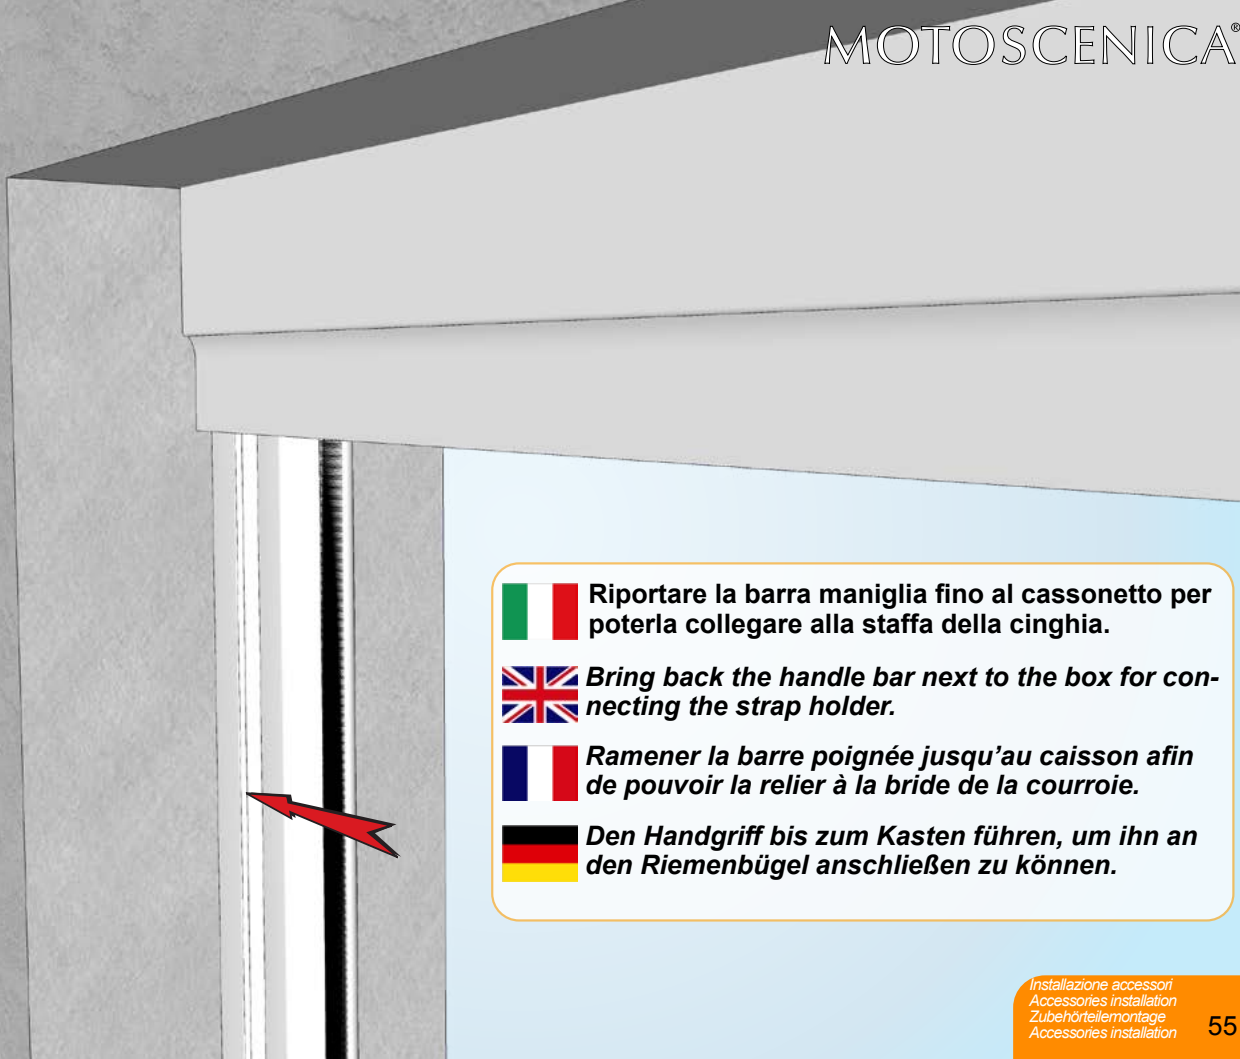 MOTOSCENICA®
Riportare la barra maniglia fino al cassonetto per
poterla collegare alla staffa della cinghia.
Bring back the handle bar next to the box for con-
necting the strap holder.
Ramener la barre poignée jusqu’au caisson afin
de pouvoir la relier à la bride de la courroie.
Den Handgriff bis zum Kasten führen, um ihn an
den Riemenbügel anschließen zu können.
Installazione accessori
Accessories installation
Zubehörteilemontage
Accessories installation
55